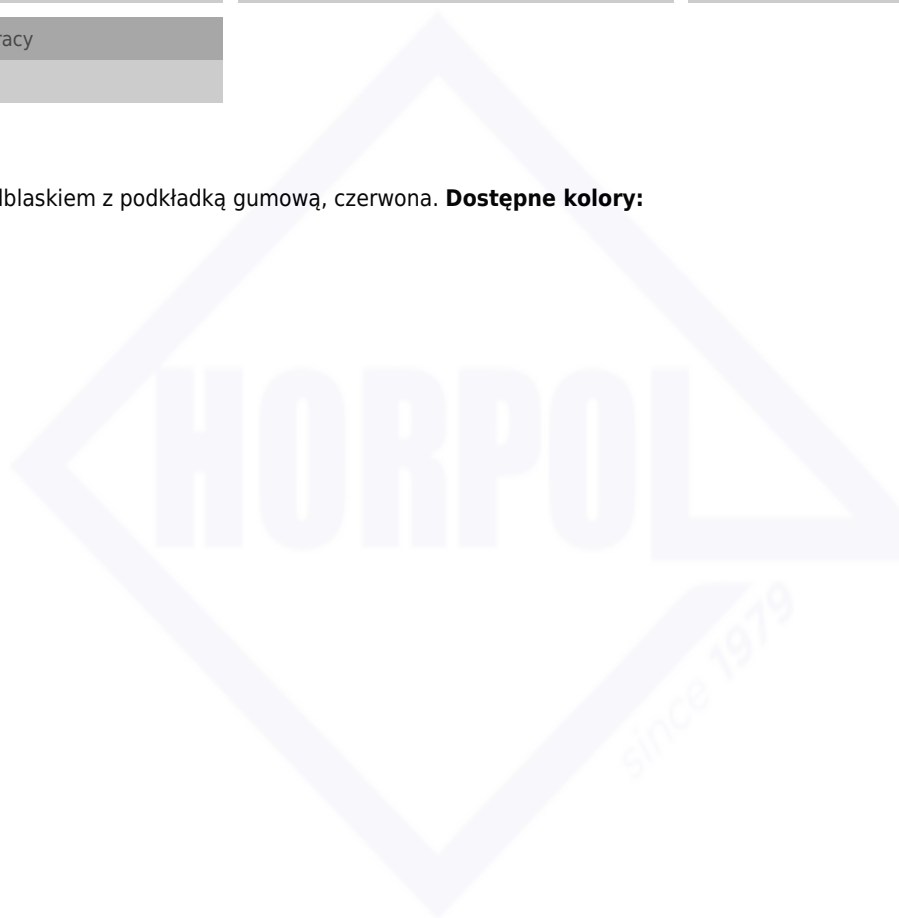 racy
dblaskiem z podkładką gumową, czerwona. Dostępne kolory:
HORPOL
since 1979